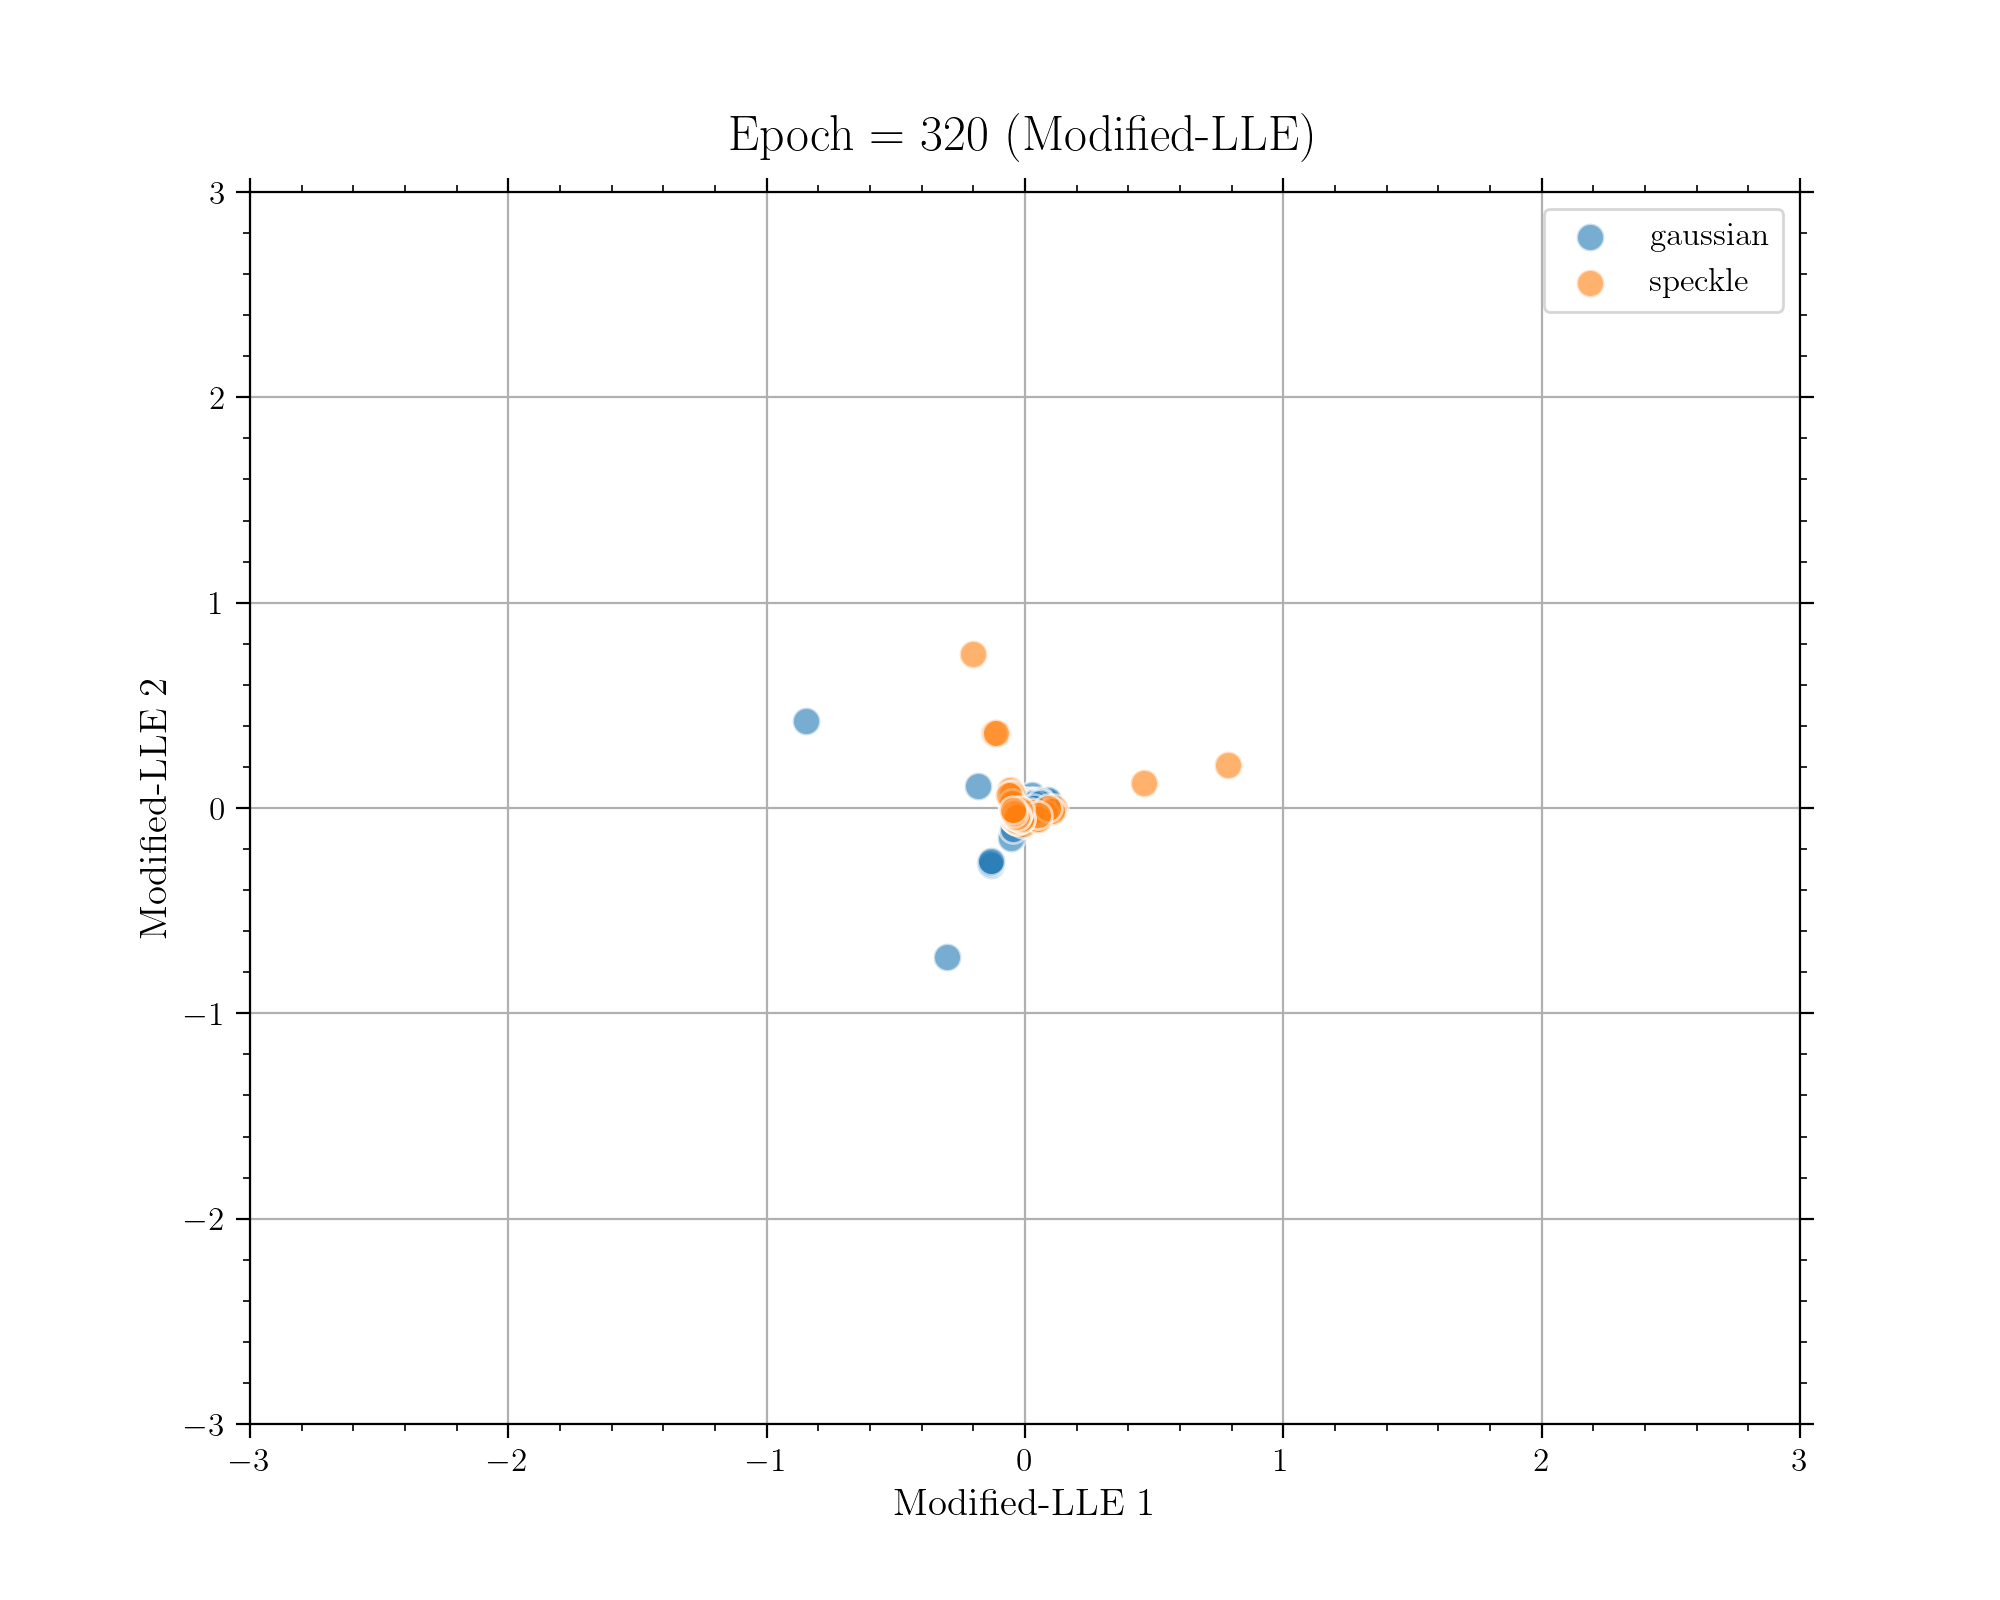 Epoch = 320 (Modified-LLE)
gaussian
speckle
3
2
1
0
−1
−2
−3
Modified-LLE 2
−3
−2
−1
0
1
2
3
Modified-LLE 1